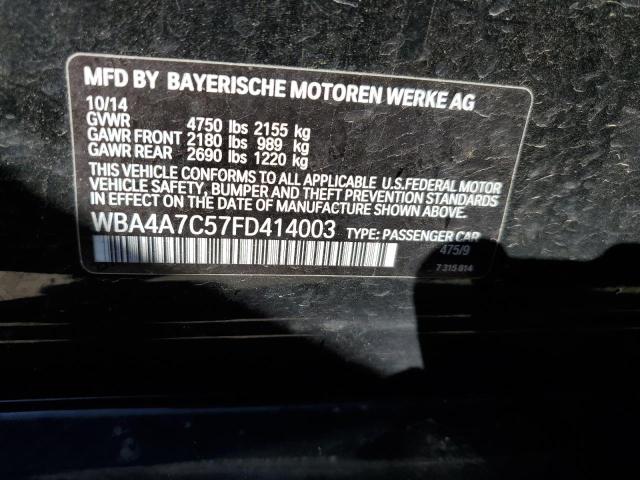 MFD BY BAYERISCHE MOTOREN WERKE AG
10/14
GVWR 4750 lbs 2155 kg
GAWR FRONT 2180 lbs 989 kg
GAWR REAR 2690 lbs 1220 kg
THIS VEHICLE CONFORMS TO ALL APPLICABLE U.S.FEDERAL MOTOR
VEHICLE SAFETY, BUMPER AND THEFT PREVENTION STANDARDS
IN EFFECT ON THE DATE OF MANUFACTURE SHOWN ABOVE.
WBA4A7C57FD414003 TYPE: PASSENGER CAR
475/9
7 315 814